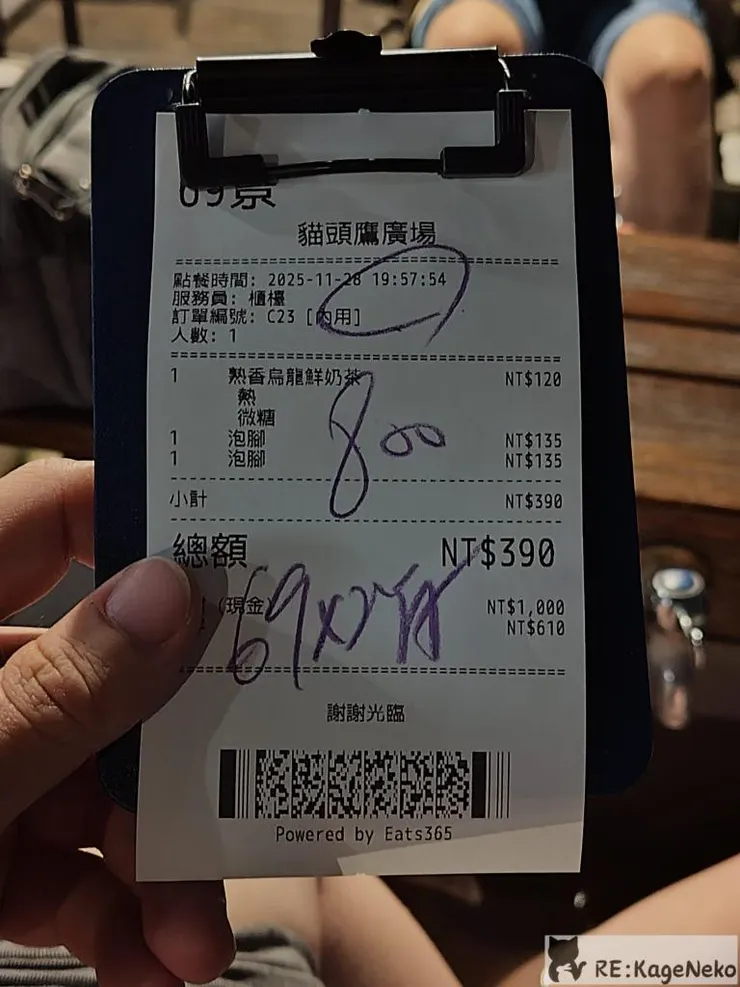 09景
貓頭鷹廣場
點餐時間: 2025-11-28 19:57:54
服務員: 櫃檯
訂單編號: C23 [內用]
人數: 1
1 熟香烏龍鮮奶茶 NT$120
熱
微糖
800
1 泡腳 NT$135
1 泡腳 NT$135
小計 NT$390
總額 NT$390
(現金 NT$1,000
NT$610
69
謝謝光臨
Powered by Eats365
RE:KageNeko